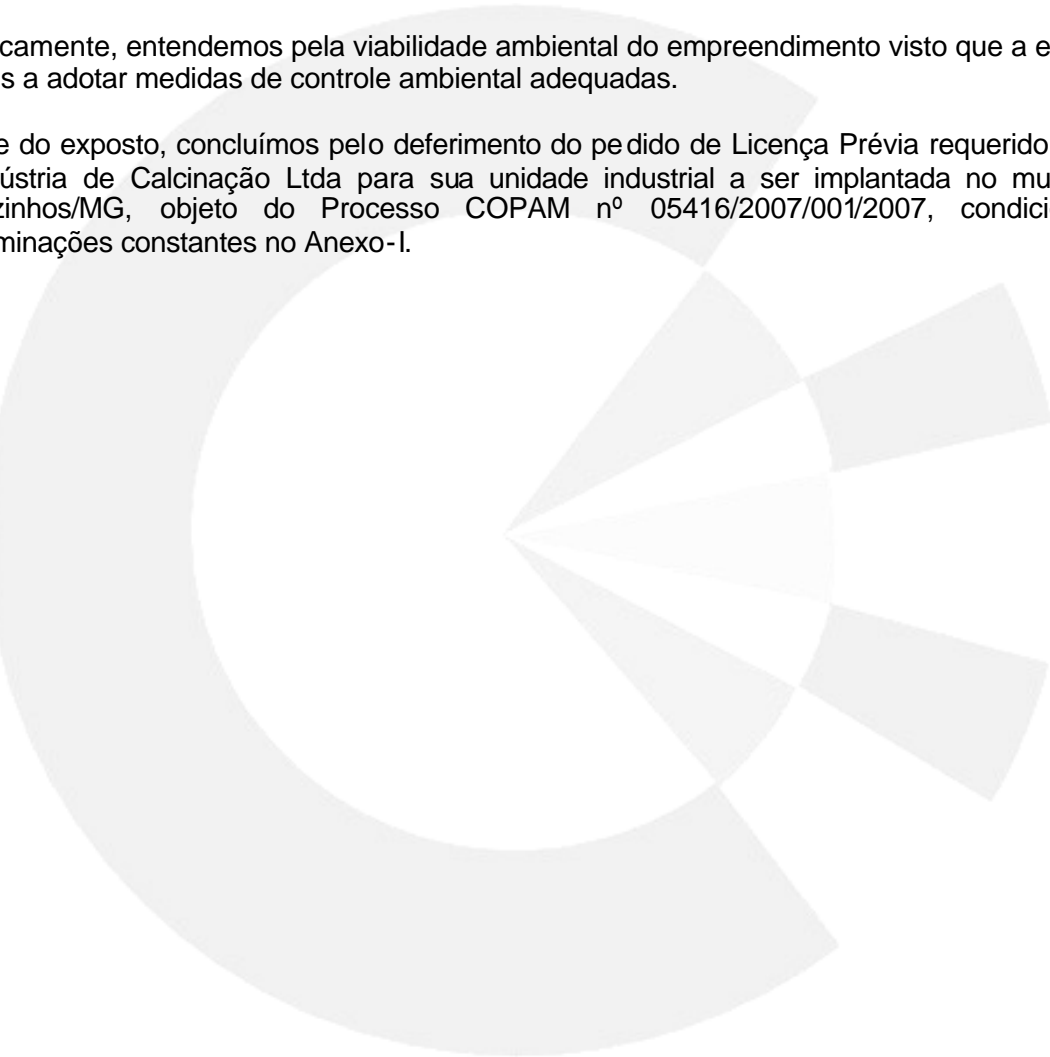 camente, entendemos pela viabilidade ambiental do empreendimento visto que a e
s a adotar medidas de controle ambiental adequadas.
e do exposto, concluímos pelo deferimento do pedido de Licença Prévia requerido
ústria de Calcinação Ltda para sua unidade industrial a ser implantada no mu
zinhos/MG, objeto do Processo COPAM nº 05416/2007/001/2007, condici
minações constantes no Anexo-I.